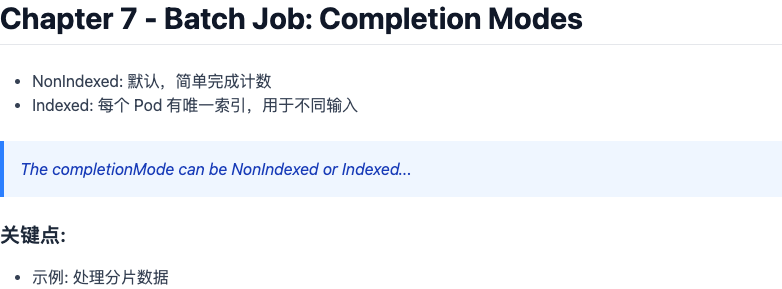 Chapter 7 - Batch Job: Completion Modes
• NonIndexed: 默认，简单完成计数
• Indexed: 每个 Pod 有唯一索引，用于不同输入
The completionMode can be NonIndexed or Indexed...
关键点:
• 示例: 处理分片数据